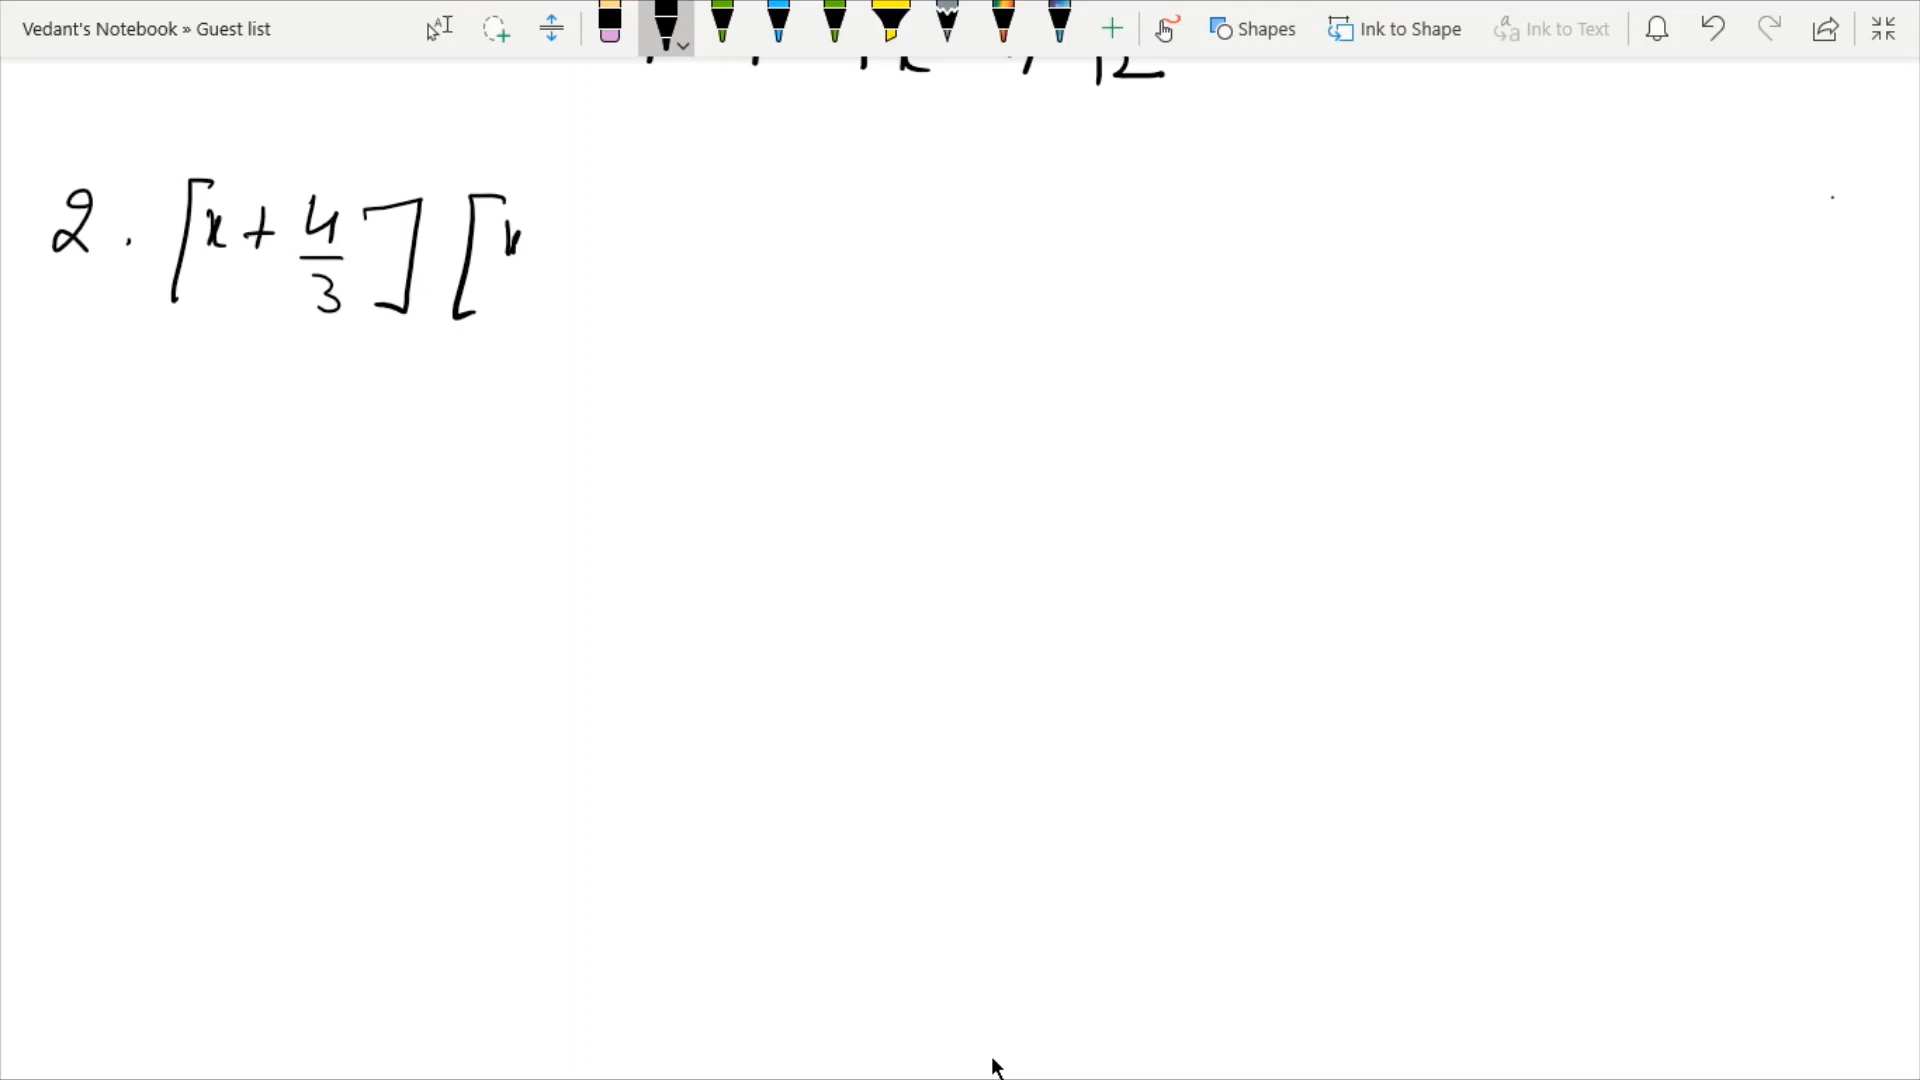 Vedant's Notebook » Guest list Shapes Ink to Shape Ink to Text
2. [x + 4/3] [x